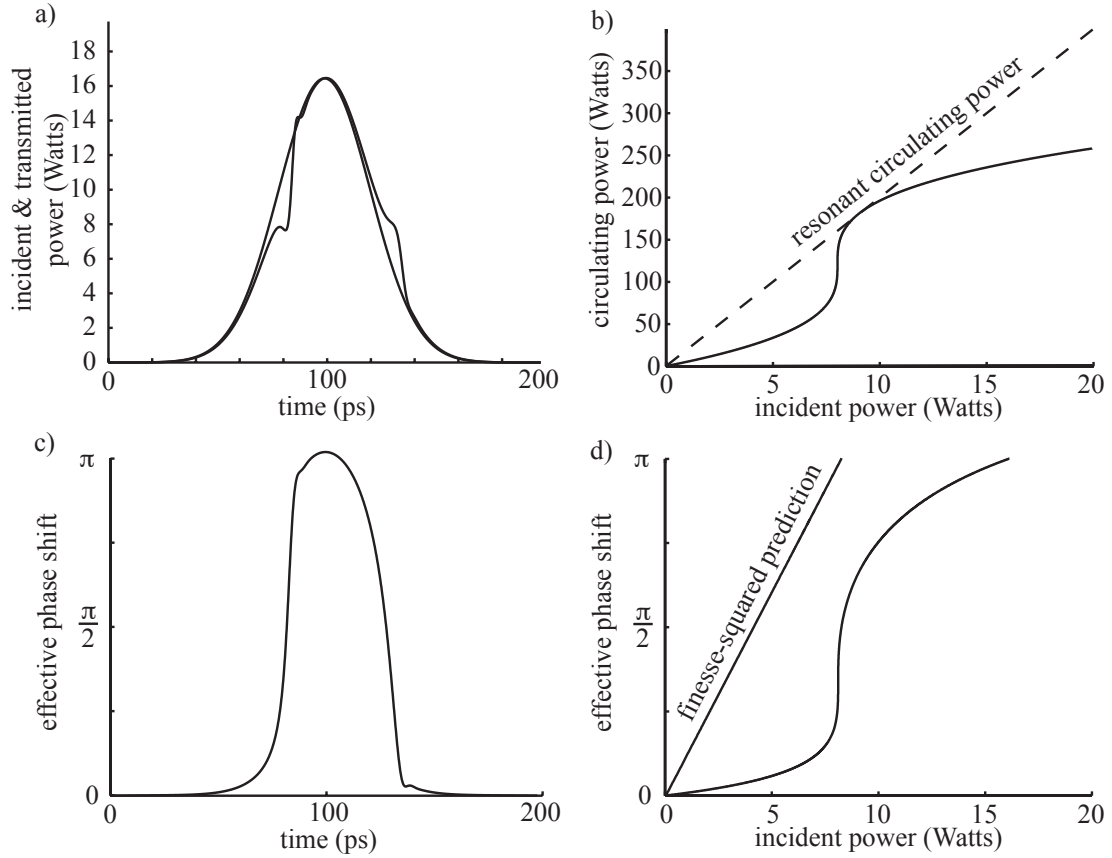 a)
incident & transmitted
power (Watts)
18
16
14
12
10
8
6
4
2
0
0
100
200
time (ps)
b)
circulating power (Watts)
350
300
250
200
150
100
50
0
resonant circulating power
0
5
10
15
20
incident power (Watts)
c)
effective phase shift
π
π
2
0
0
100
200
time (ps)
d)
effective phase shift
π
π
2
0
finesse-squared prediction
0
5
10
15
20
incident power (Watts)